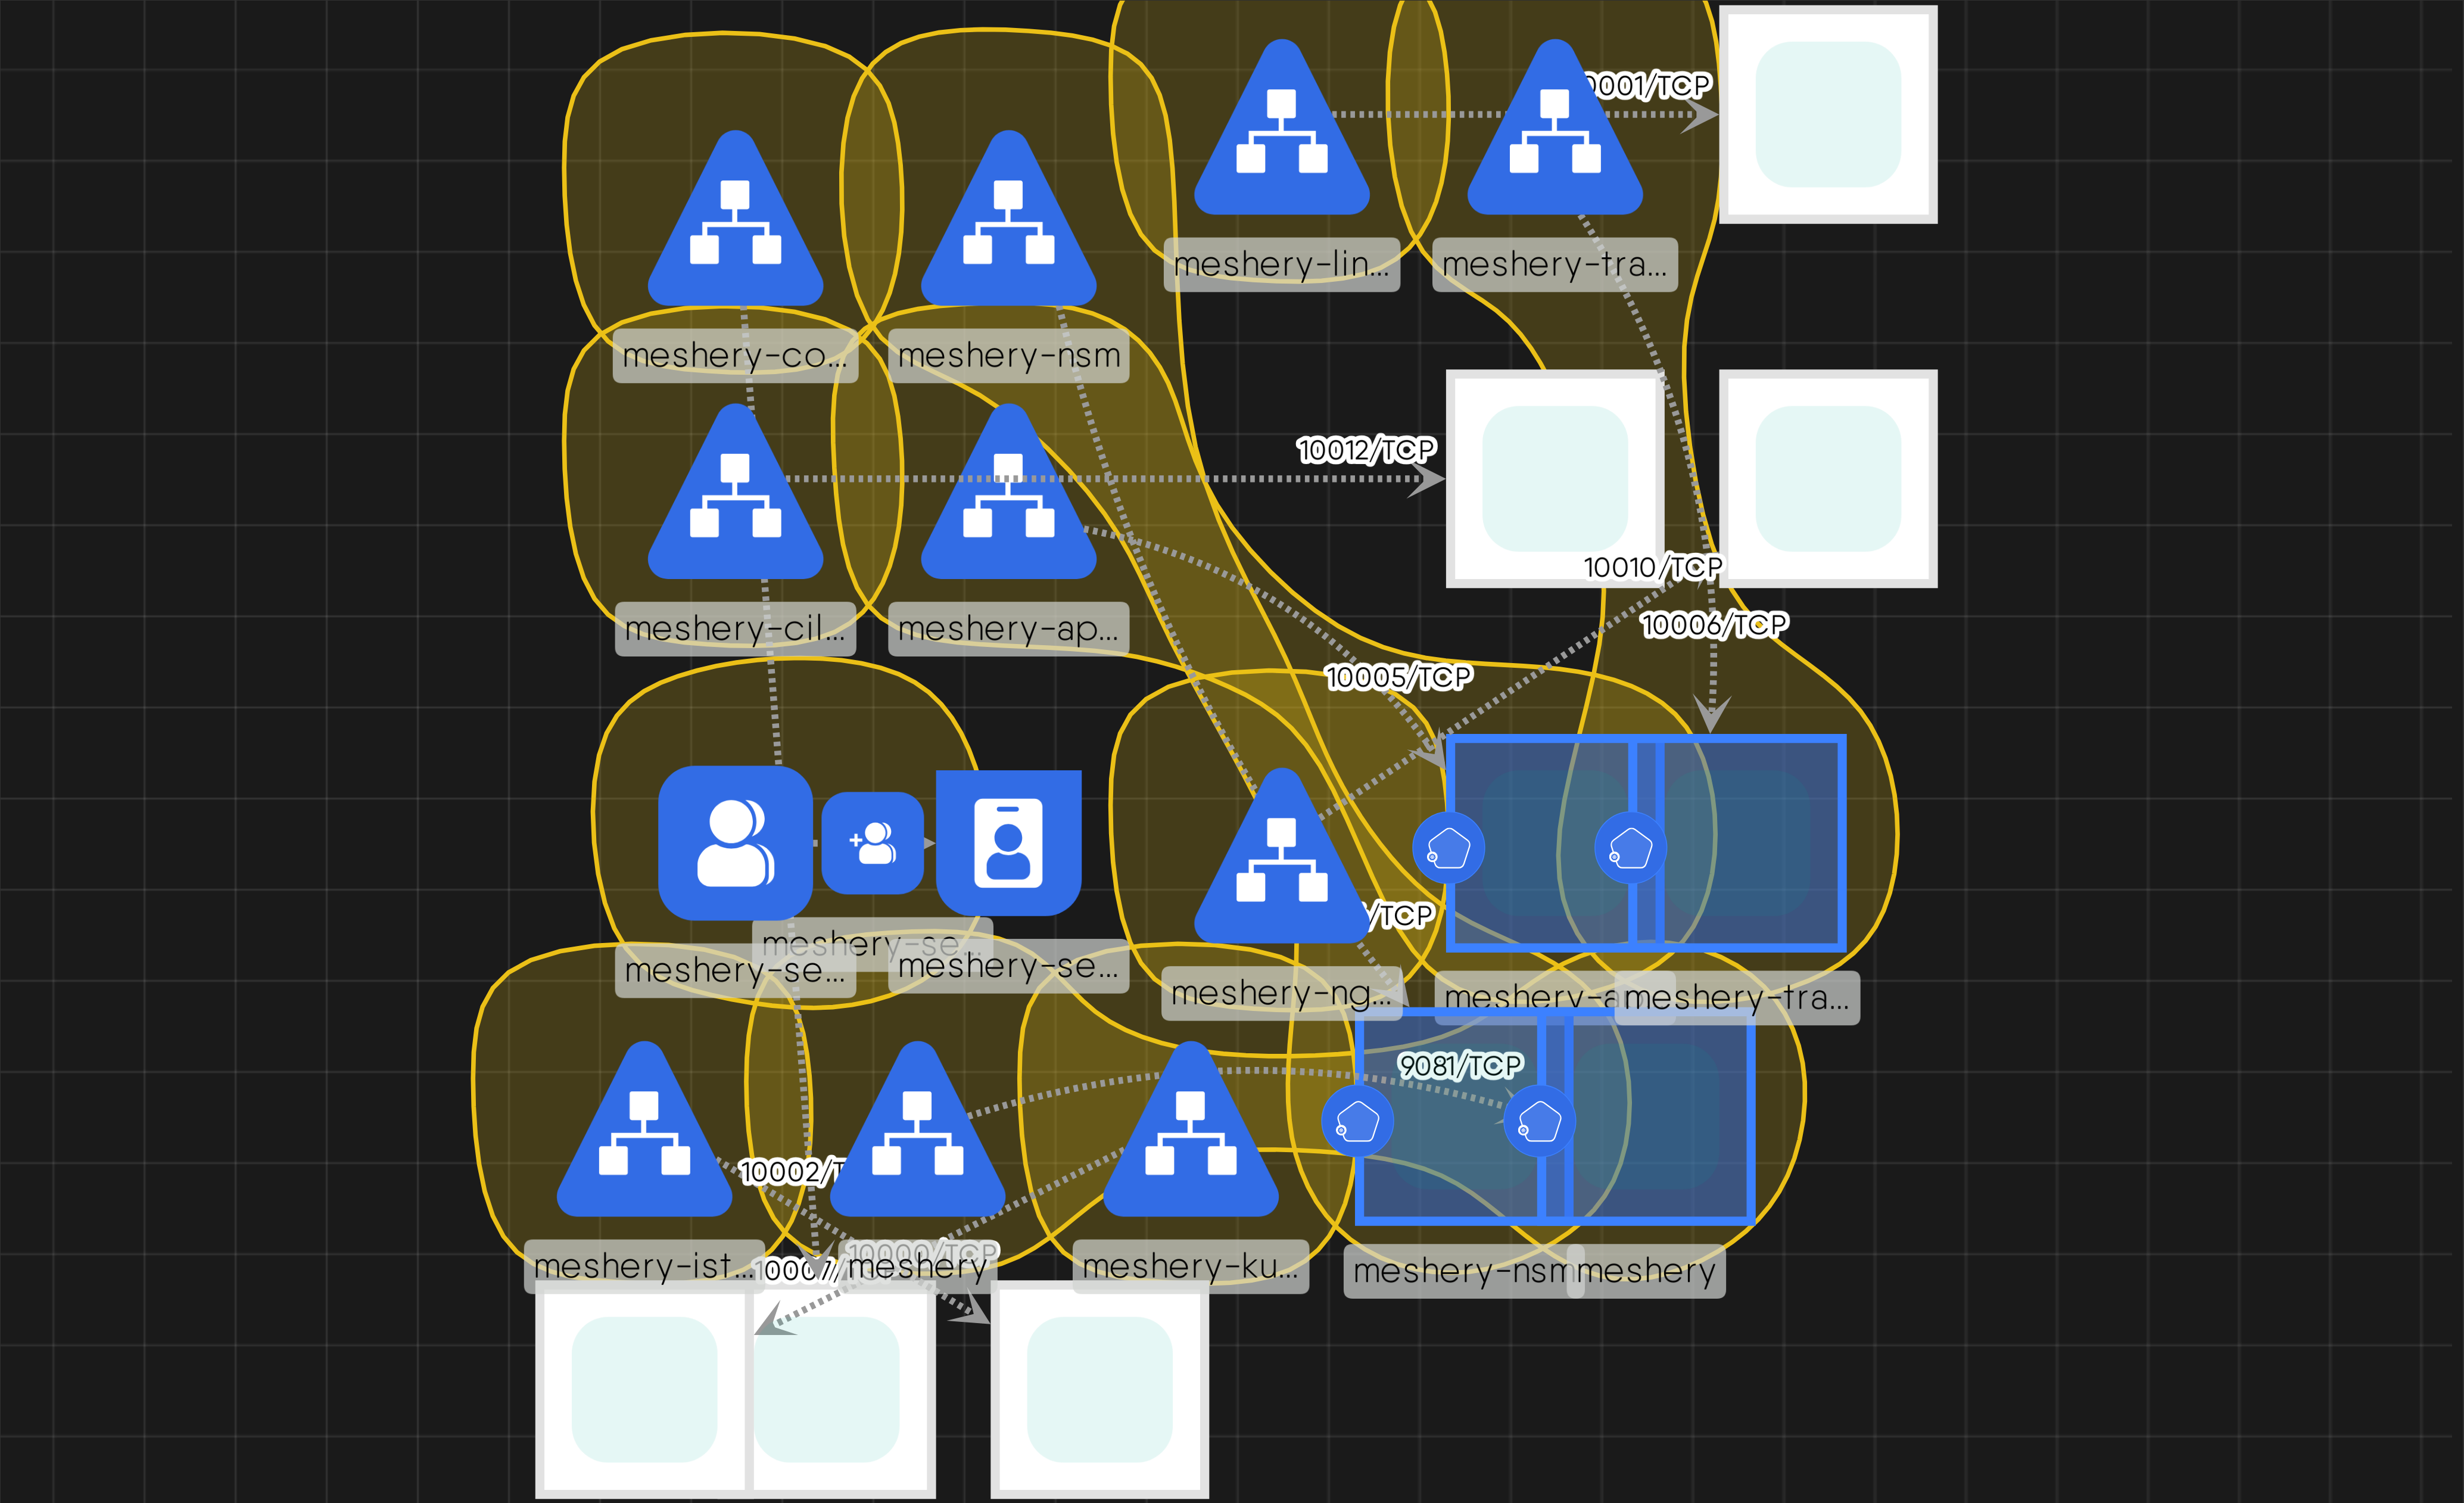 0001/TCP
meshery-lin...
meshery-tra...
meshery-co...
meshery-nsm
10012/TCP
10010/TCP
meshery-cil...
meshery-ap...
10006/TCP
10005/TCP
/TCP
meshery-se...
meshery-se...
meshery-se...
meshery-ng...
meshery-a
meshery-tra...
9081/TCP
10002/T
10000/TCP
meshery-ist...
meshery
meshery-ku...
meshery-nsm
meshery